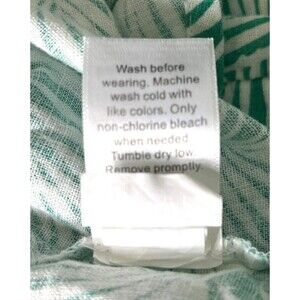 Wash before
wearing. Machine
wash cold with
like colors. Only
non-chlorine bleach
when needed.
Tumble dry low
Remove promptly.